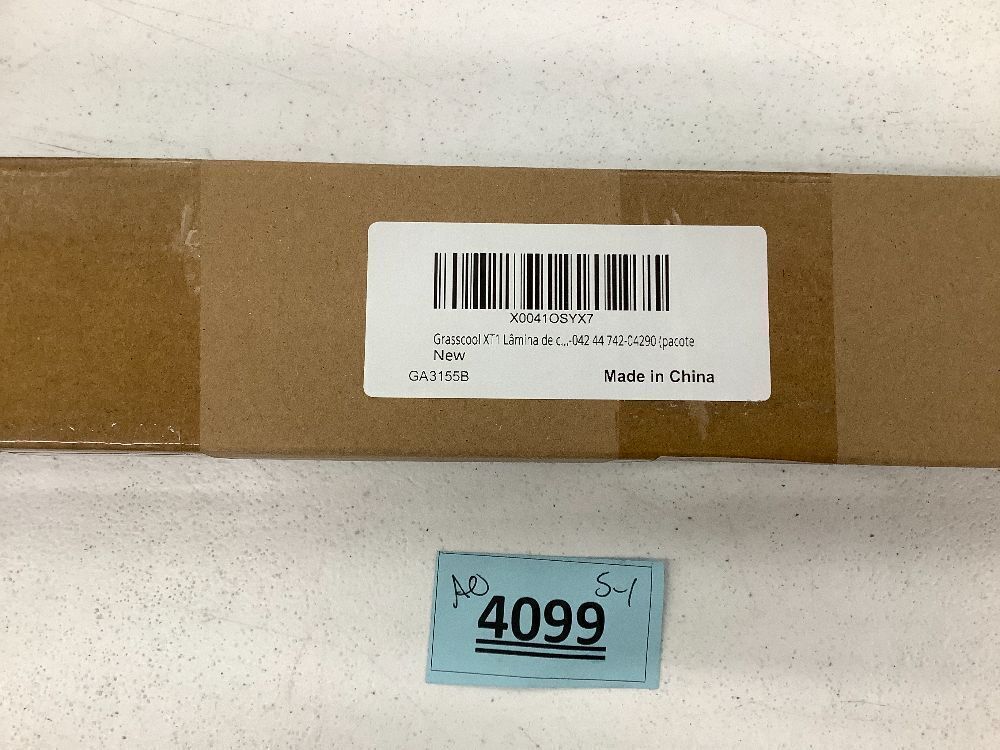 X0041OSYX7
Grasscool XT1 Lâmina de c...-042 44 742-04290 (pacote
New
GA3155B Made in China
AO S-1
4099